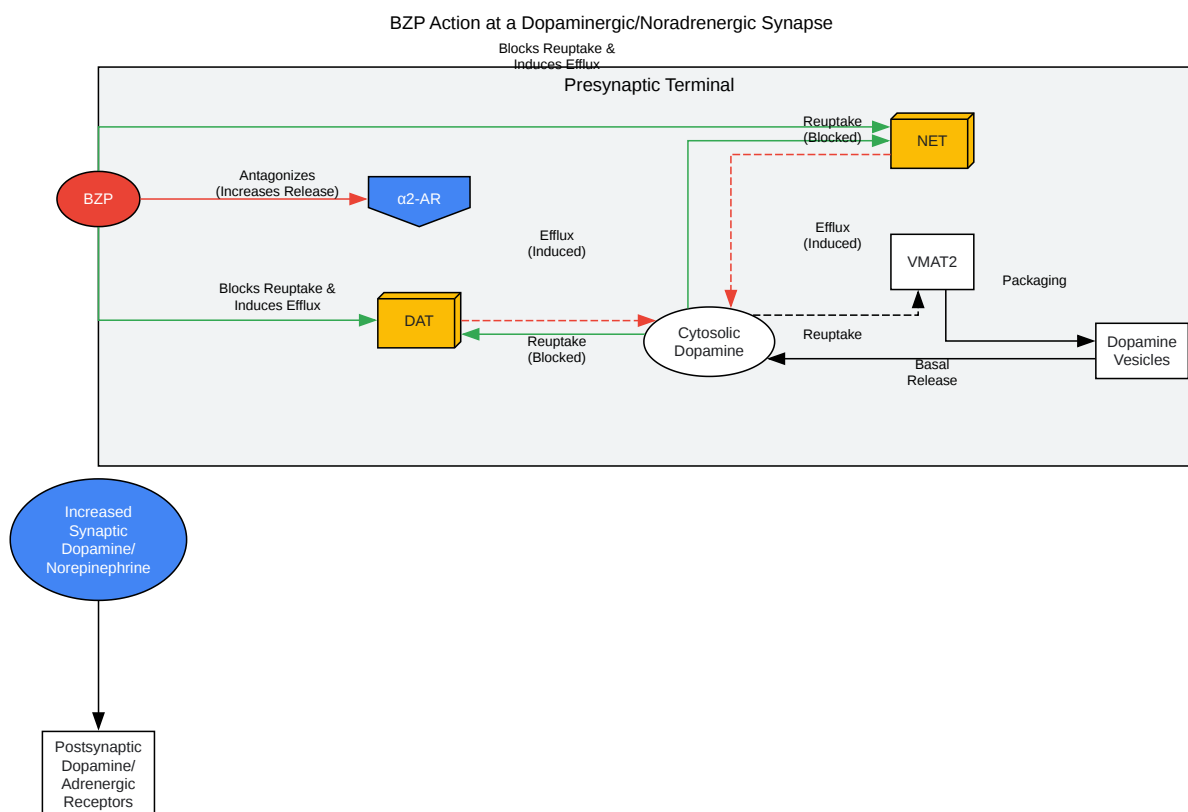 BZP Action at a Dopaminergic/Noradrenergic Synapse
Blocks Reuptake &
Induces Efflux
Presynaptic Terminal
Reuptake
(Blocked)
NET
BZP
Antagonizes
(Increases Release)
α2-AR
Efflux
(Induced)
Efflux
(Induced)
VMAT2
Packaging
Blocks Reuptake &
Induces Efflux
DAT
Reuptake
(Blocked)
Cytosolic
Dopamine
Reuptake
Basal
Release
Dopamine
Vesicles
Increased
Synaptic
Dopamine/
Norepinephrine
Postsynaptic
Dopamine/
Adrenergic
Receptors